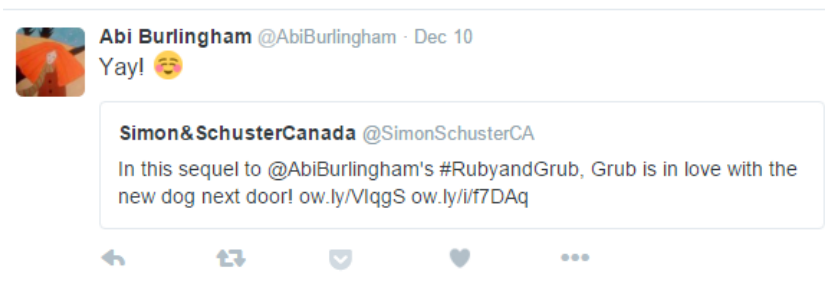 Abi Burlingham @AbiBurlingham · Dec 10
Yay! ☺️
Simon&SchusterCanada @SimonSchusterCA
In this sequel to @AbiBurlingham's #RubyandGrub, Grub is in love with the
new dog next door! ow.ly/VIqgS ow.ly/i/f7DAq